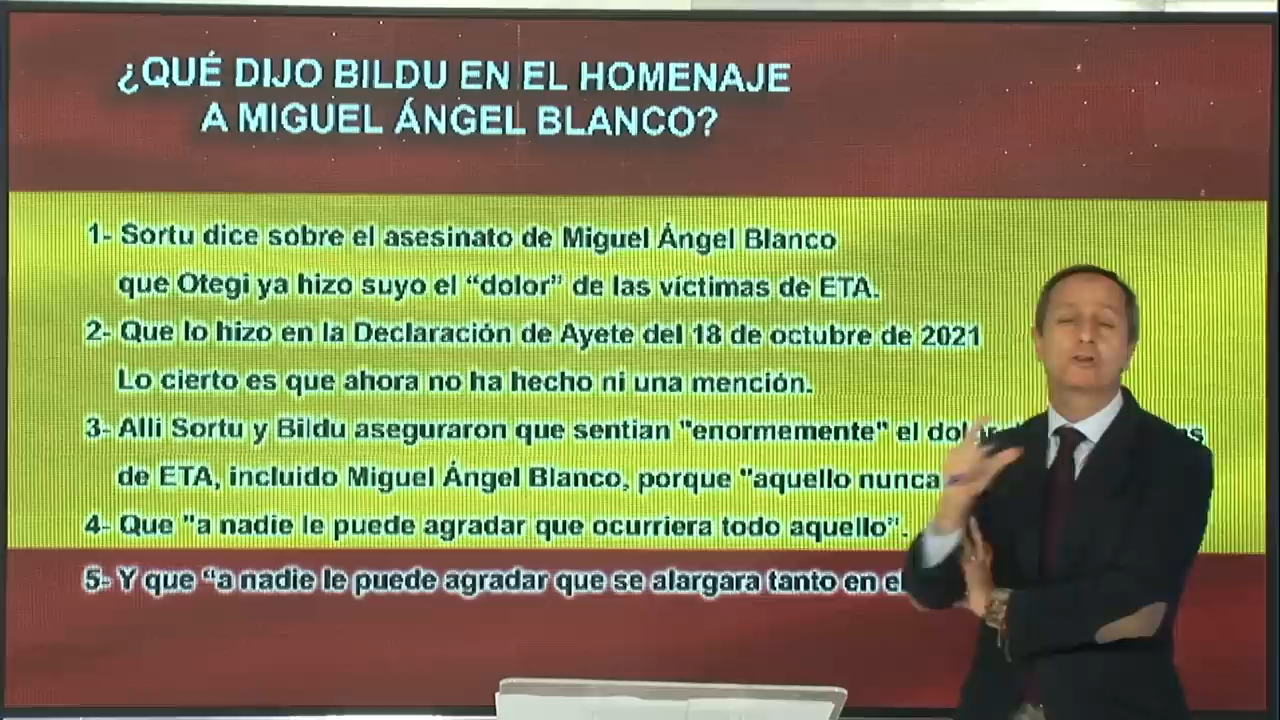 ¿QUÉ DIJO BILDU EN EL HOMENAJE
A MIGUEL ÁNGEL BLANCO?
1- Sortu dice sobre el asesinato de Miguel Ángel Blanco
que Otegi ya hizo suyo el “dolor” de las víctimas de ETA.
2- Que lo hizo en la Declaración de Ayete del 18 de octubre de 2021
Lo cierto es que ahora no ha hecho ni una mención.
3- Alli Sortu y Bildu aseguraron que sentian "enormemente" el
de ETA, incluido Miguel Ángel Blanco, porque "aquello nunca
4- Que "a nadie le puede agradar que ocurriera todo aquello".
5- Y que “a nadie le puede agradar que se alargara tanto en